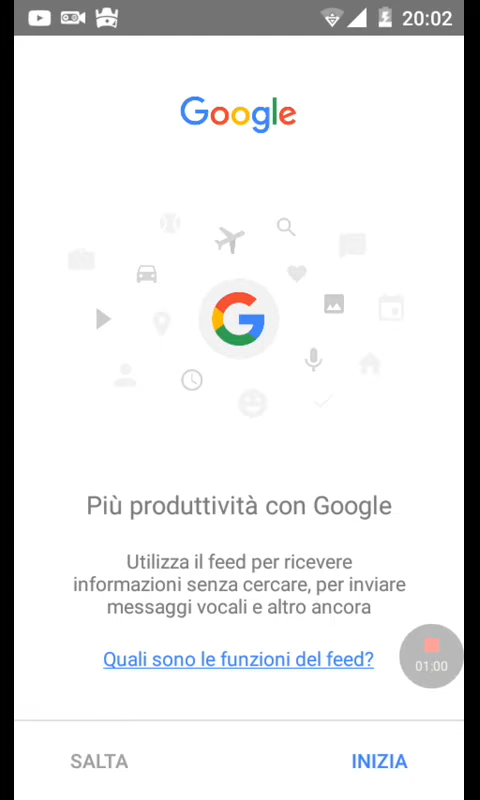 20:02
Google
Più produttività con Google
Utilizza il feed per ricevere
informazioni senza cercare, per inviare
messaggi vocali e altro ancora
Quali sono le funzioni del feed?
01:00
SALTA
INIZIA